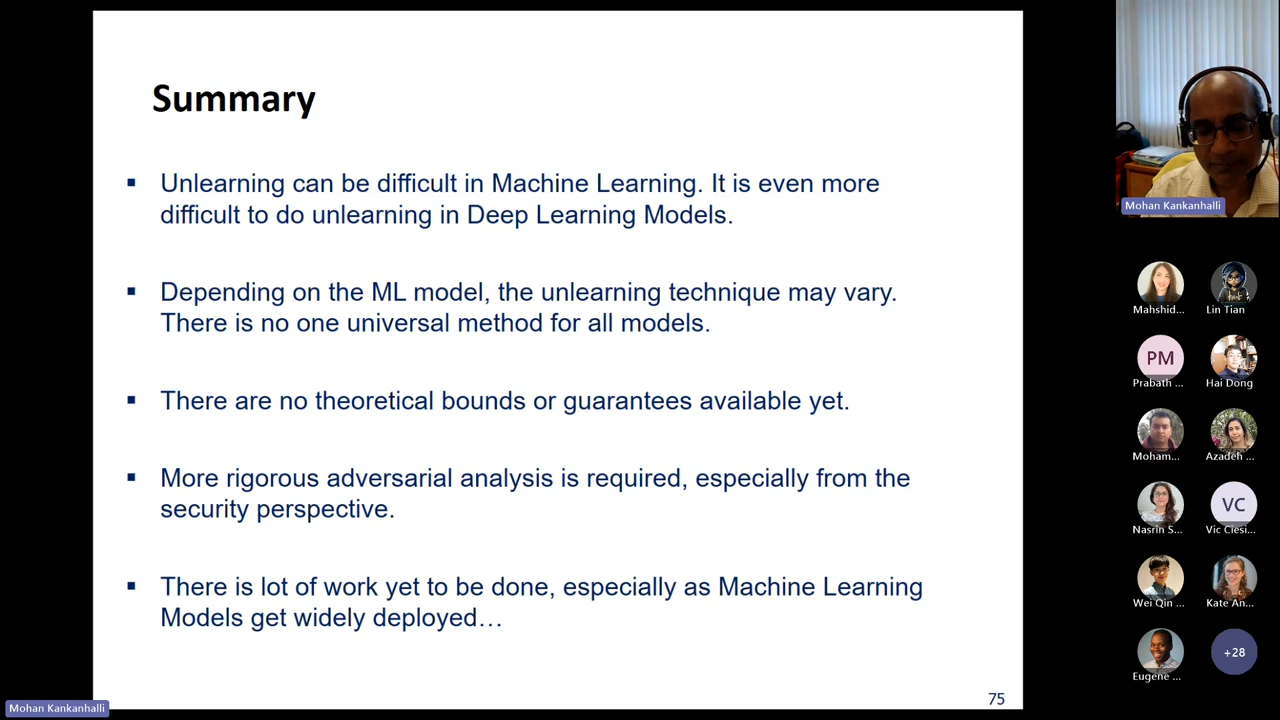 Summary
▪ Unlearning can be difficult in Machine Learning. It is even more
difficult to do unlearning in Deep Learning Models.
▪ Depending on the ML model, the unlearning technique may vary.
There is no one universal method for all models.
▪ There are no theoretical bounds or guarantees available yet.
▪ More rigorous adversarial analysis is required, especially from the
security perspective.
▪ There is lot of work yet to be done, especially as Machine Learning
Models get widely deployed…
75
Mohan Kankanhalli
Mohan Kankanhalli
Mahshid...
Lin Tian
PM
Prabath ...
Hai Dong
Moham...
Azadeh ...
Nasrin S...
VC
Vic Ciesi...
Wei Qin ...
Kate An...
Eugene ...
+28